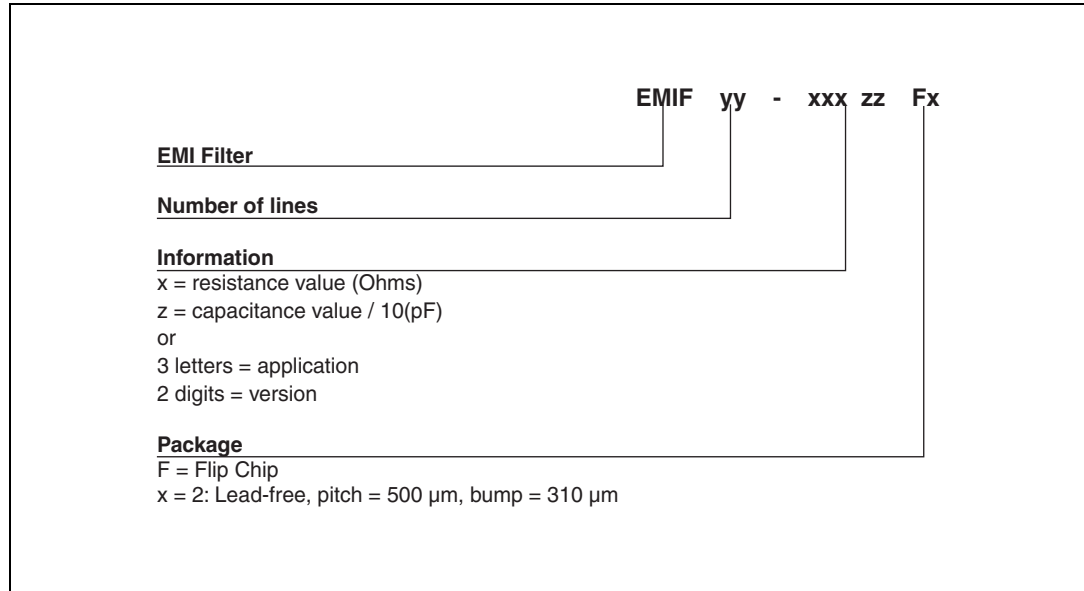 EMIF yy - xxx zz Fx
EMI Filter
Number of lines
Information
x = resistance value (Ohms)
z = capacitance value / 10(pF)
or
3 letters = application
2 digits = version
Package
F = Flip Chip
x = 2: Lead-free, pitch = 500 µm, bump = 310 µm